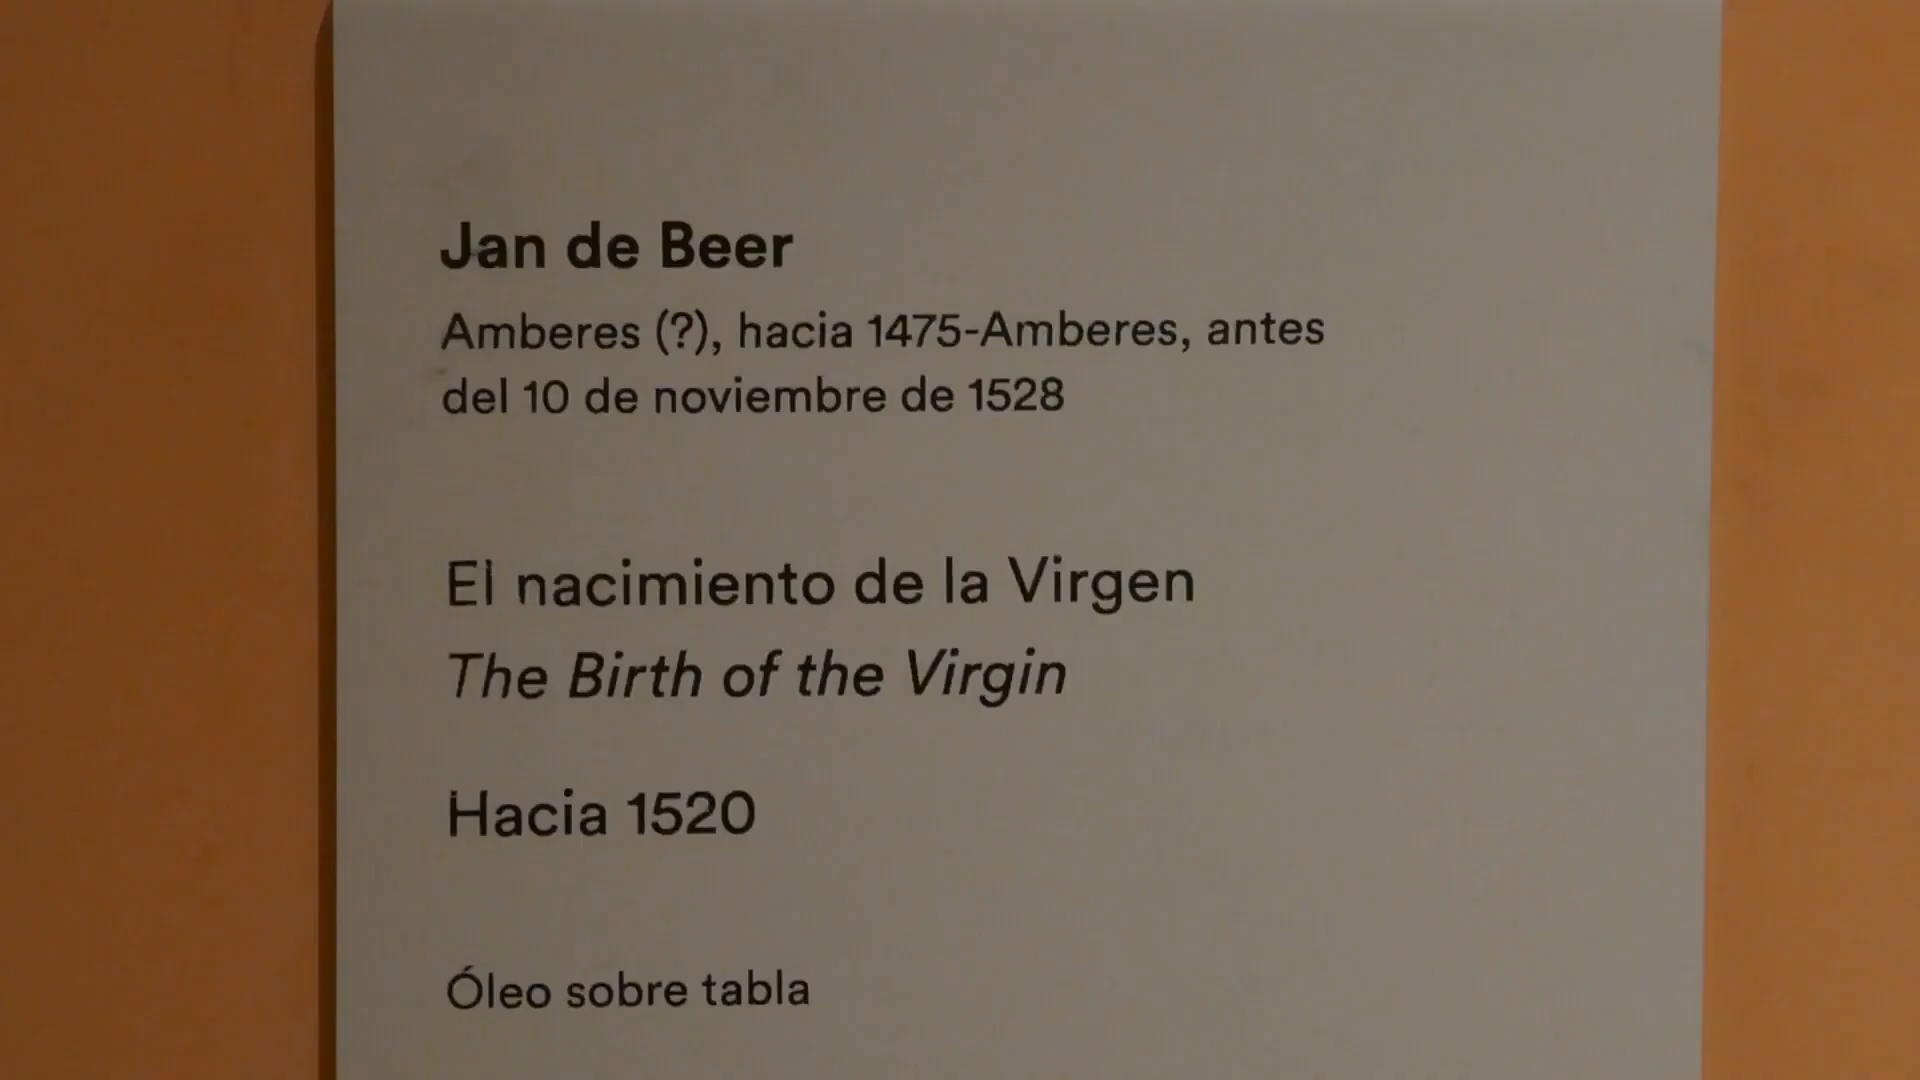 Jan de Beer
Amberes (?), hacia 1475-Amberes, antes
del 10 de noviembre de 1528
El nacimiento de la Virgen
The Birth of the Virgin
Hacia 1520
Óleo sobre tabla